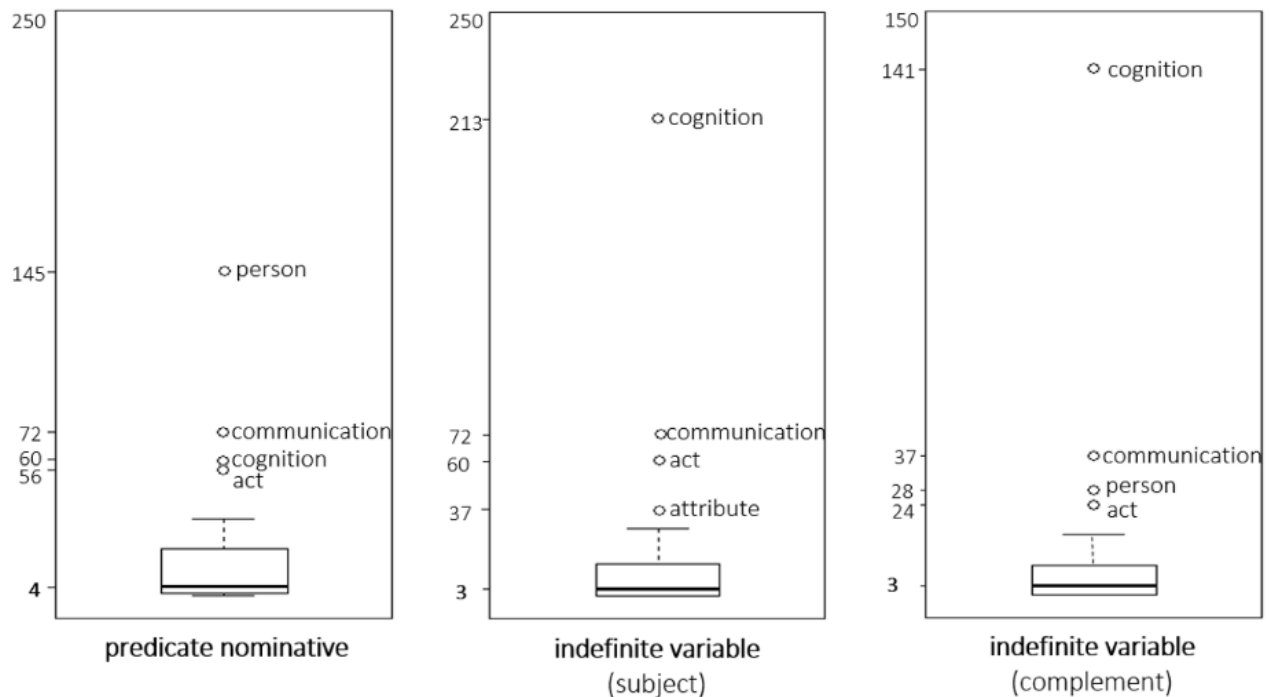 250
145
person
72
communication
60
cognition
56
act
4
predicate nominative
250
213
cognition
72
communication
60
act
37
attribute
3
indefinite variable
(subject)
150
141
cognition
37
communication
28
person
24
act
3
indefinite variable
(complement)